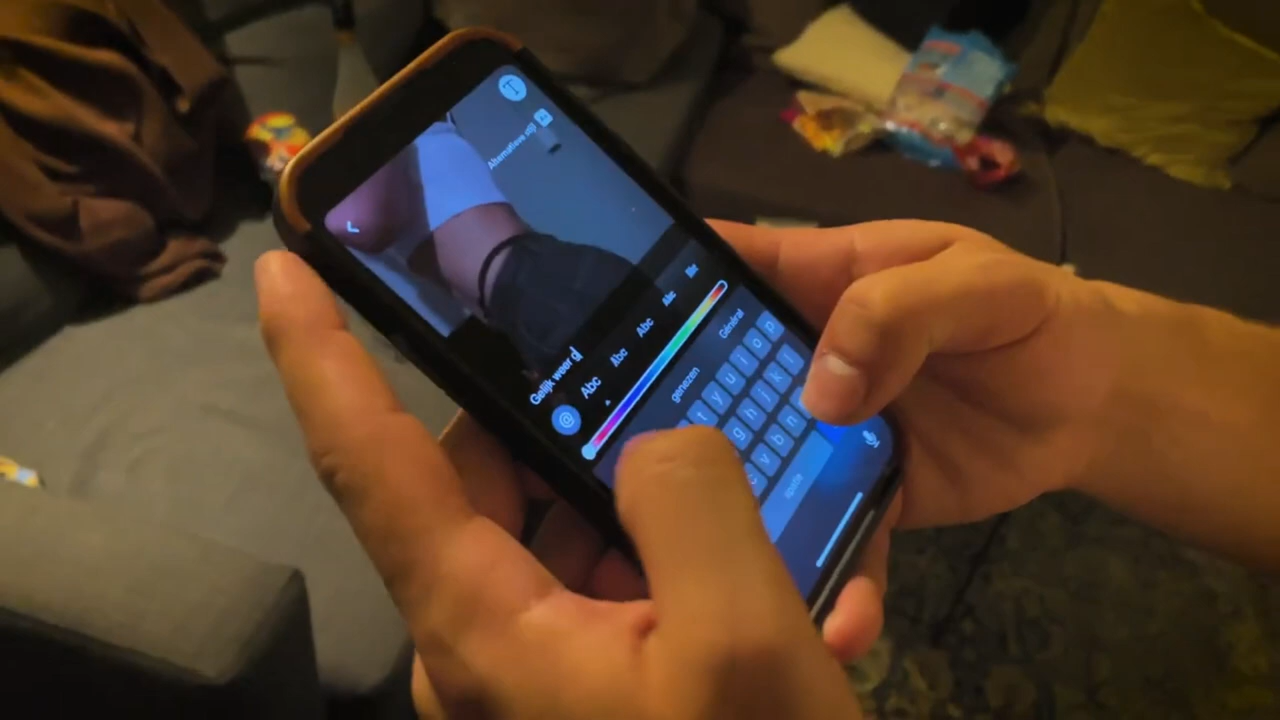 T
Alternatieve stijl
Gelijk weer d
@
Abc
Abc
Abc
Abc
Abc
genezen
Général
t y u i o p
g h j k l
c v b n
spatie